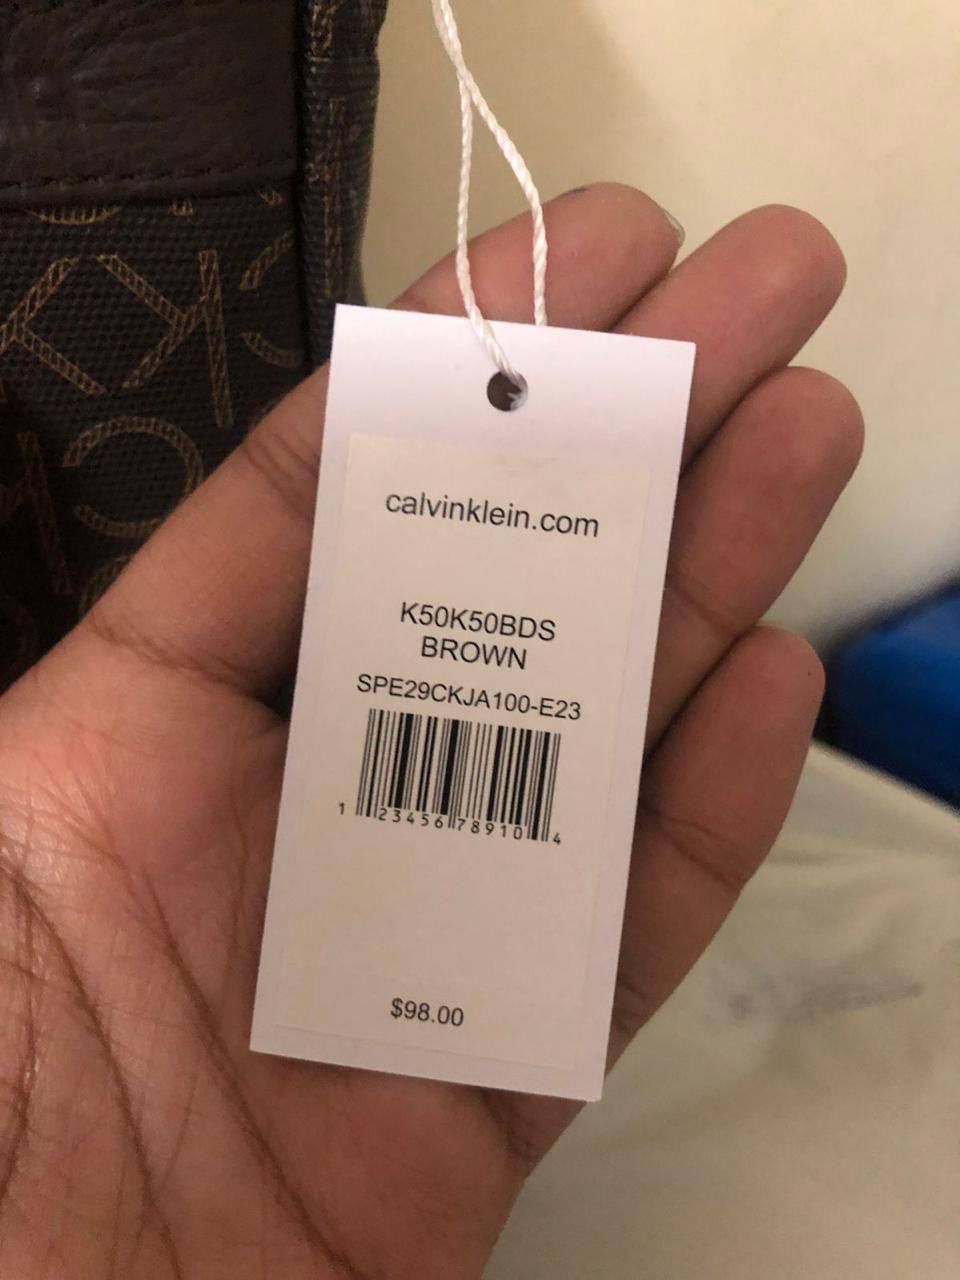 calvinklein.com
K50K50BDS
BROWN
SPE29CKJA100-E23
1 23456 78910 4
$98.00